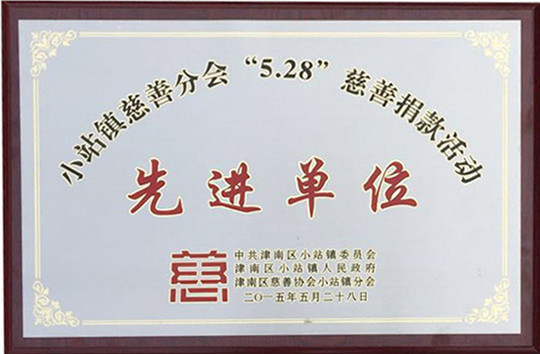 小站镇慈善分会“5.28”慈善捐款活动
先进单位
慈
中共津南区小站镇委员会
津南区小站镇人民政府
津南区慈善协会小站镇分会
二〇一五年五月二十八日